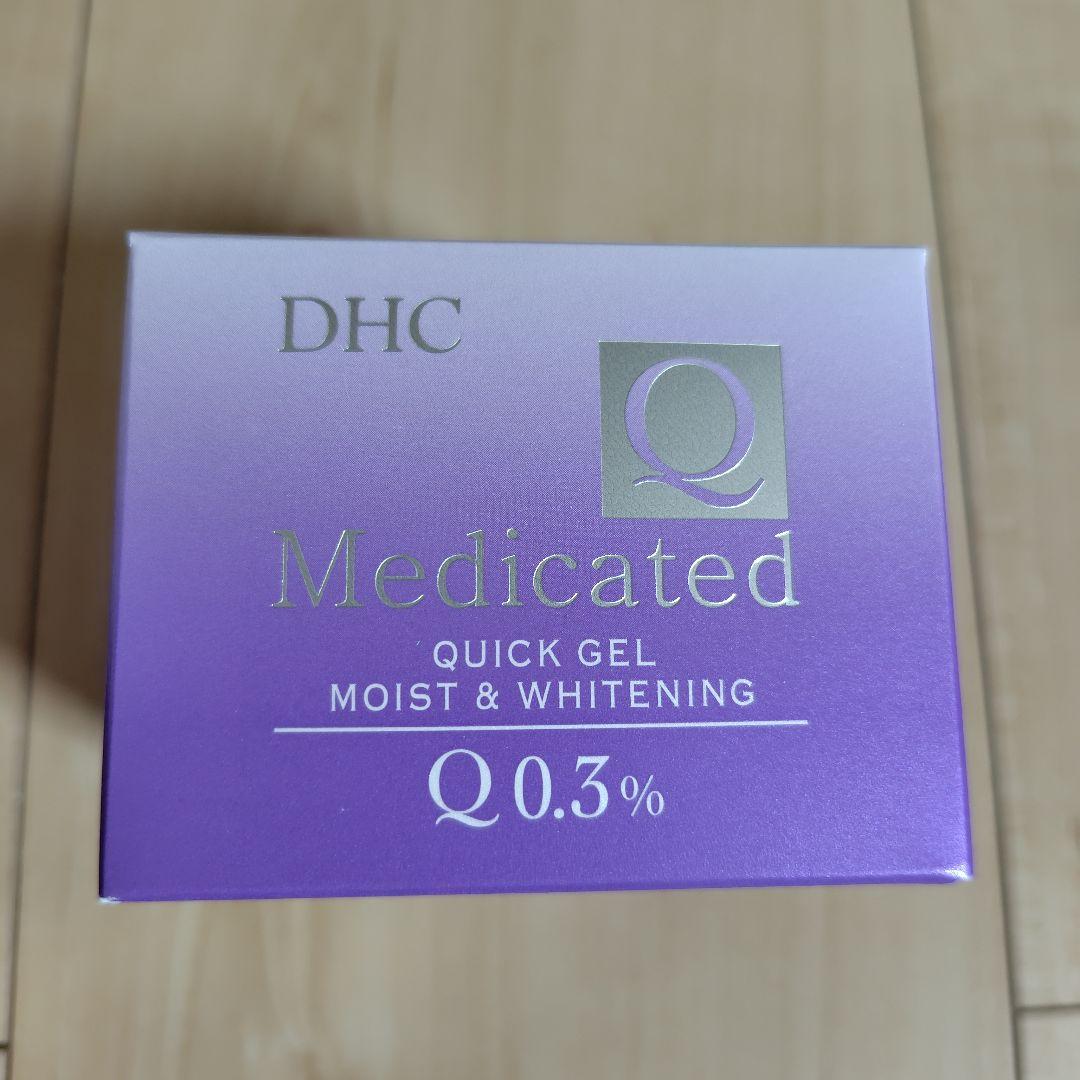 DHC
Q
Medicated
QUICK GEL
MOIST & WHITENING
Q 0.3%